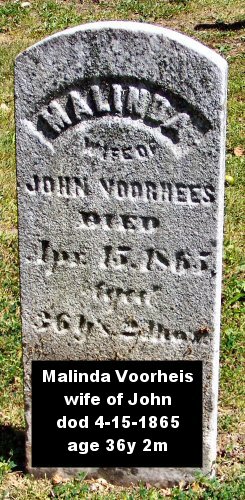 MALINDA
WIFE OF
JOHN VOORHEES
DIED
Apr. 15, 1865,
aged
36 ys. 2 mos.
Malinda Voorheis
wife of John
dod 4-15-1865
age 36y 2m